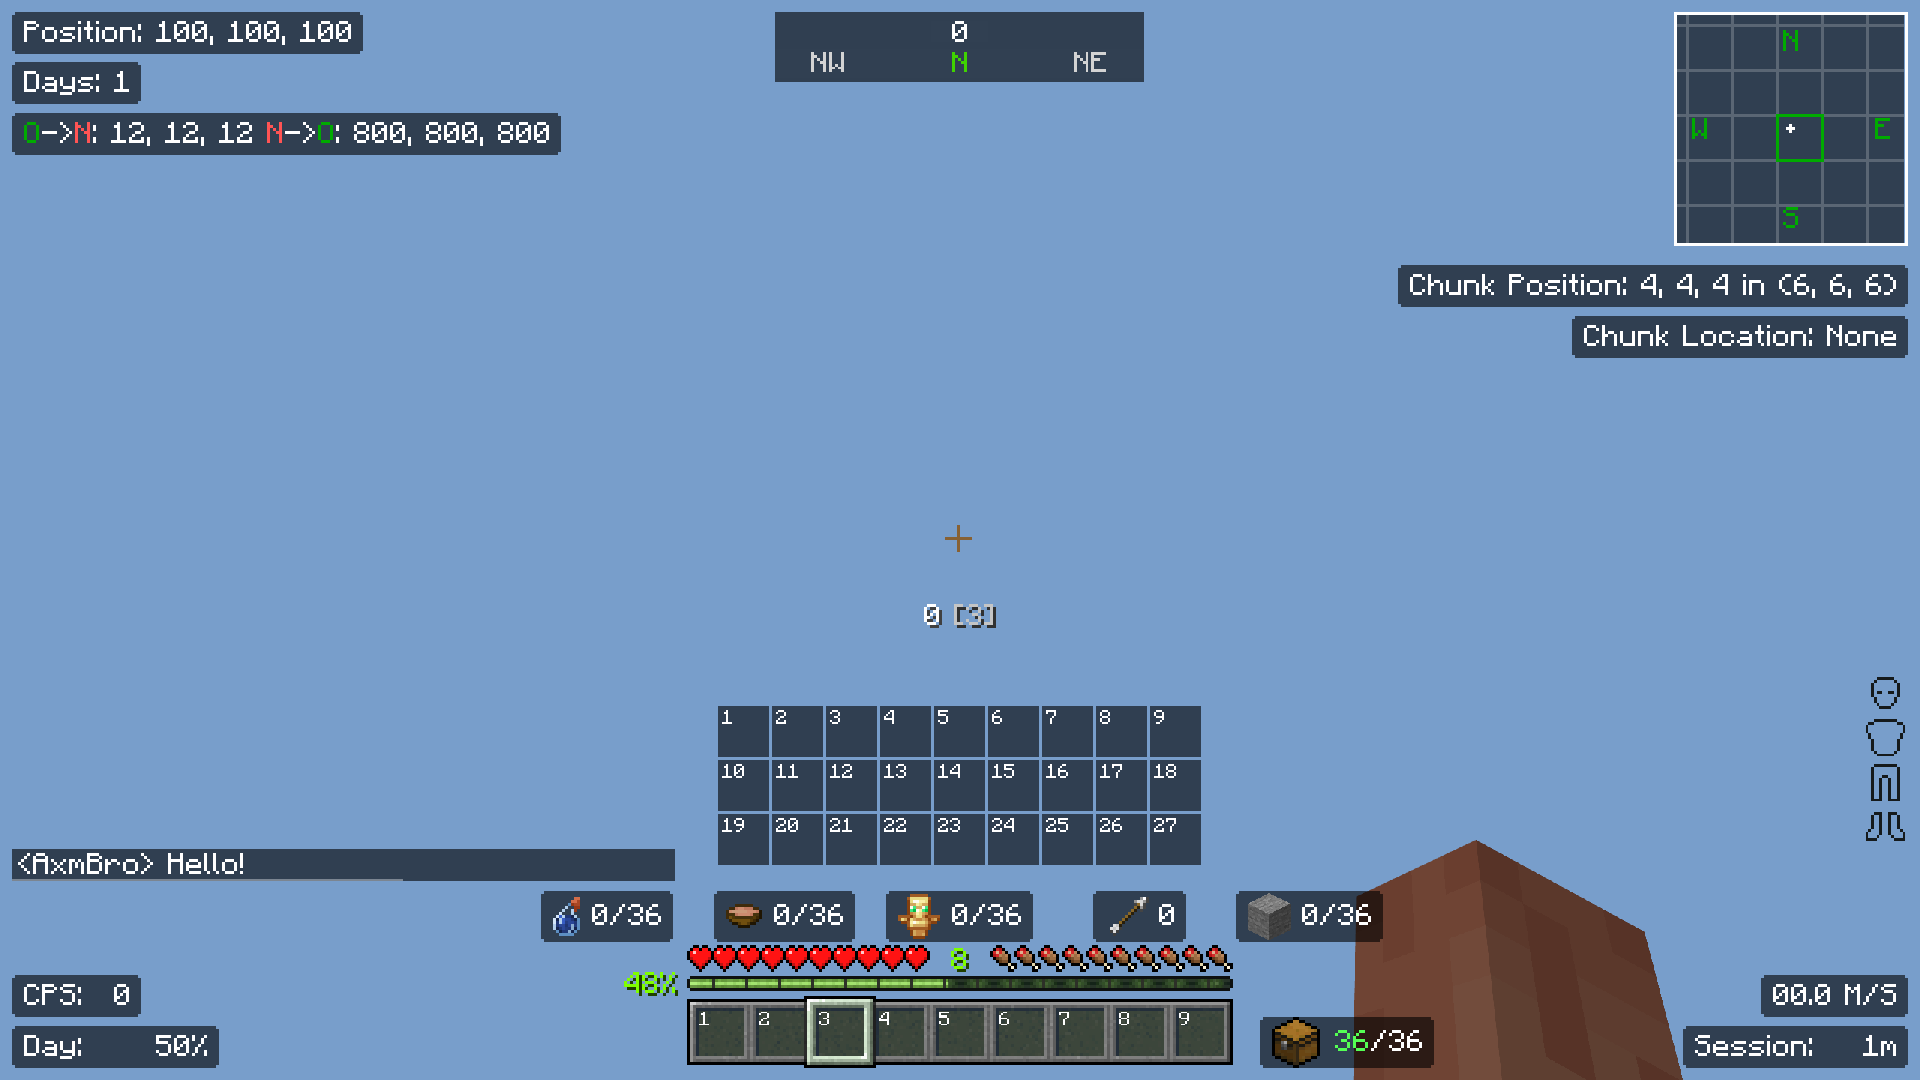 Position: 100, 100, 100
0
NW N NE
N
Days: 1
O->N: 12, 12, 12 N->O: 800, 800, 800
W E
S
Chunk Position: 4, 4, 4 in (6, 6, 6)
Chunk Location: None
0 [3]
1 2 3 4 5 6 7 8 9
10 11 12 13 14 15 16 17 18
19 20 21 22 23 24 25 26 27
<AxmBro> Hello!
0/36 0/36 0/36 0 0/36
8
48%
CPS: 0
00.0 M/S
1 2 3 4 5 6 7 8 9
36/36
Day: 50%
Session: 1m